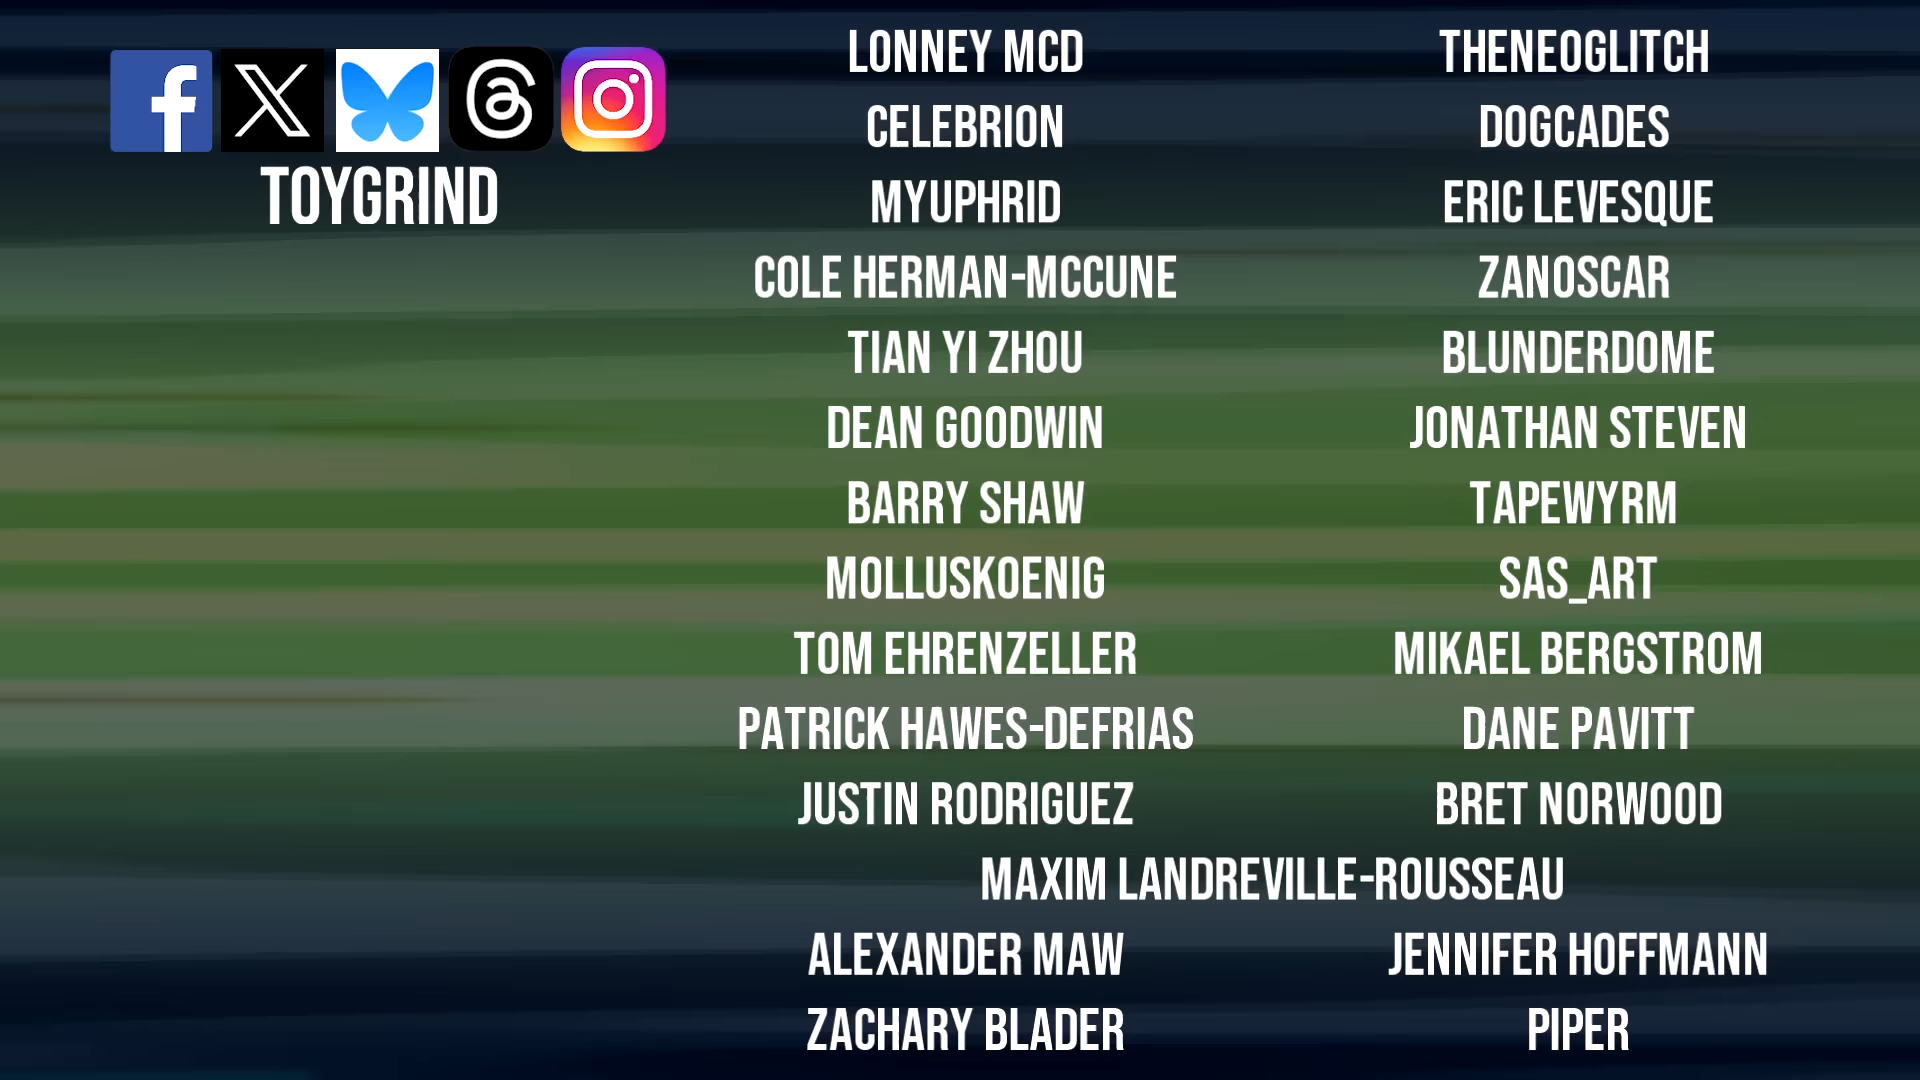 TOYGRIND
LONNEY MCD
THENEOGLITCH
CELEBRION
DOGCADES
MYUPHRID
ERIC LEVESQUE
COLE HERMAN-MCCUNE
ZANOSCAR
TIAN YI ZHOU
BLUNDERDOME
DEAN GOODWIN
JONATHAN STEVEN
BARRY SHAW
TAPEWYRM
MOLLUSKOENIG
SAS_ART
TOM EHRENZELLER
MIKAEL BERGSTROM
PATRICK HAWES-DEFRIAS
DANE PAVITT
JUSTIN RODRIGUEZ
BRET NORWOOD
MAXIM LANDREVILLE-ROUSSEAU
ALEXANDER MAW
JENNIFER HOFFMANN
ZACHARY BLADER
PIPER